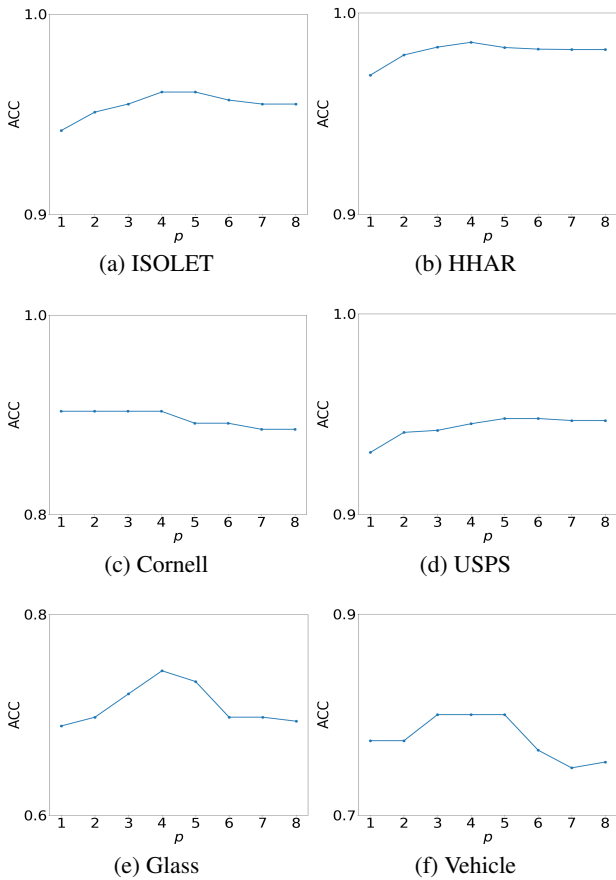 1.0
ACC
0.9
1 2 3 4 5 6 7 8
p
(a) ISOLET
1.0
ACC
0.9
1 2 3 4 5 6 7 8
p
(b) HHAR
1.0
ACC
0.8
1 2 3 4 5 6 7 8
p
(c) Cornell
1.0
ACC
0.9
1 2 3 4 5 6 7 8
p
(d) USPS
0.8
ACC
0.6
1 2 3 4 5 6 7 8
p
(e) Glass
0.9
ACC
0.7
1 2 3 4 5 6 7 8
p
(f) Vehicle